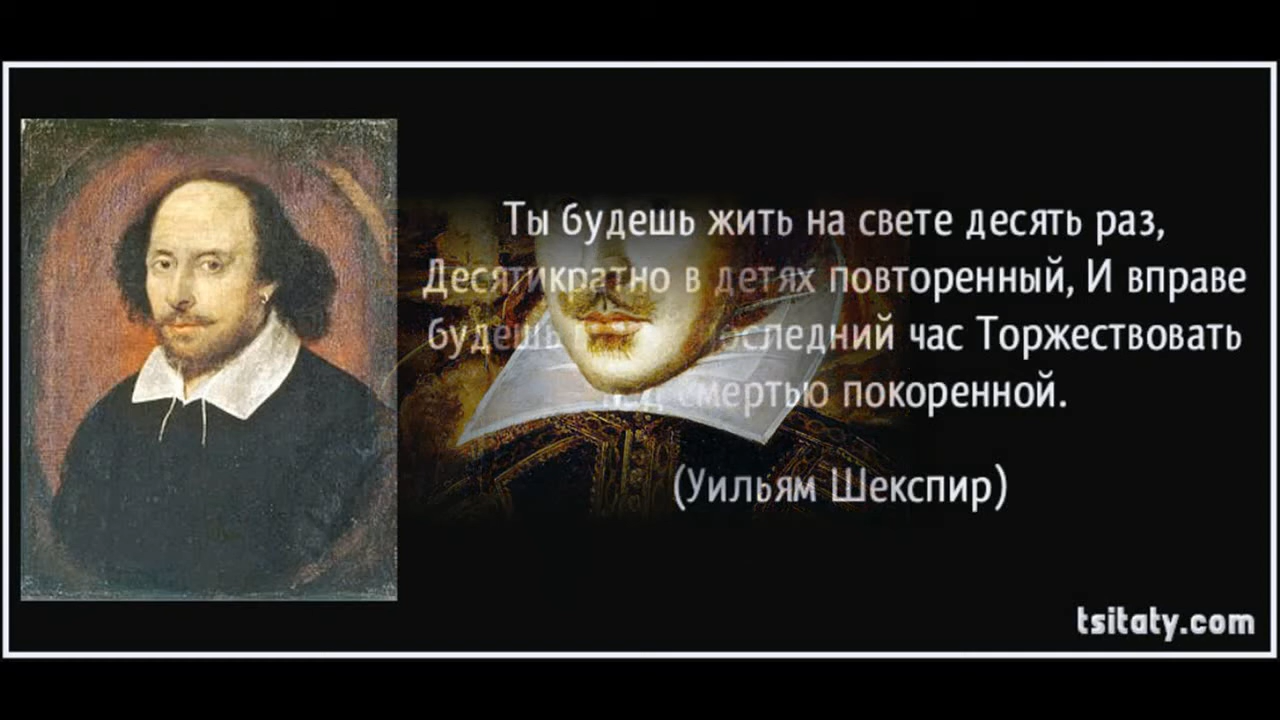 Ты будешь жить на свете десять раз,
Десятикратно в детях повторенный, И вправе
будешь последний час Торжествовать
смертью покоренной.
(Уильям Шекспир)
tsitaty.com